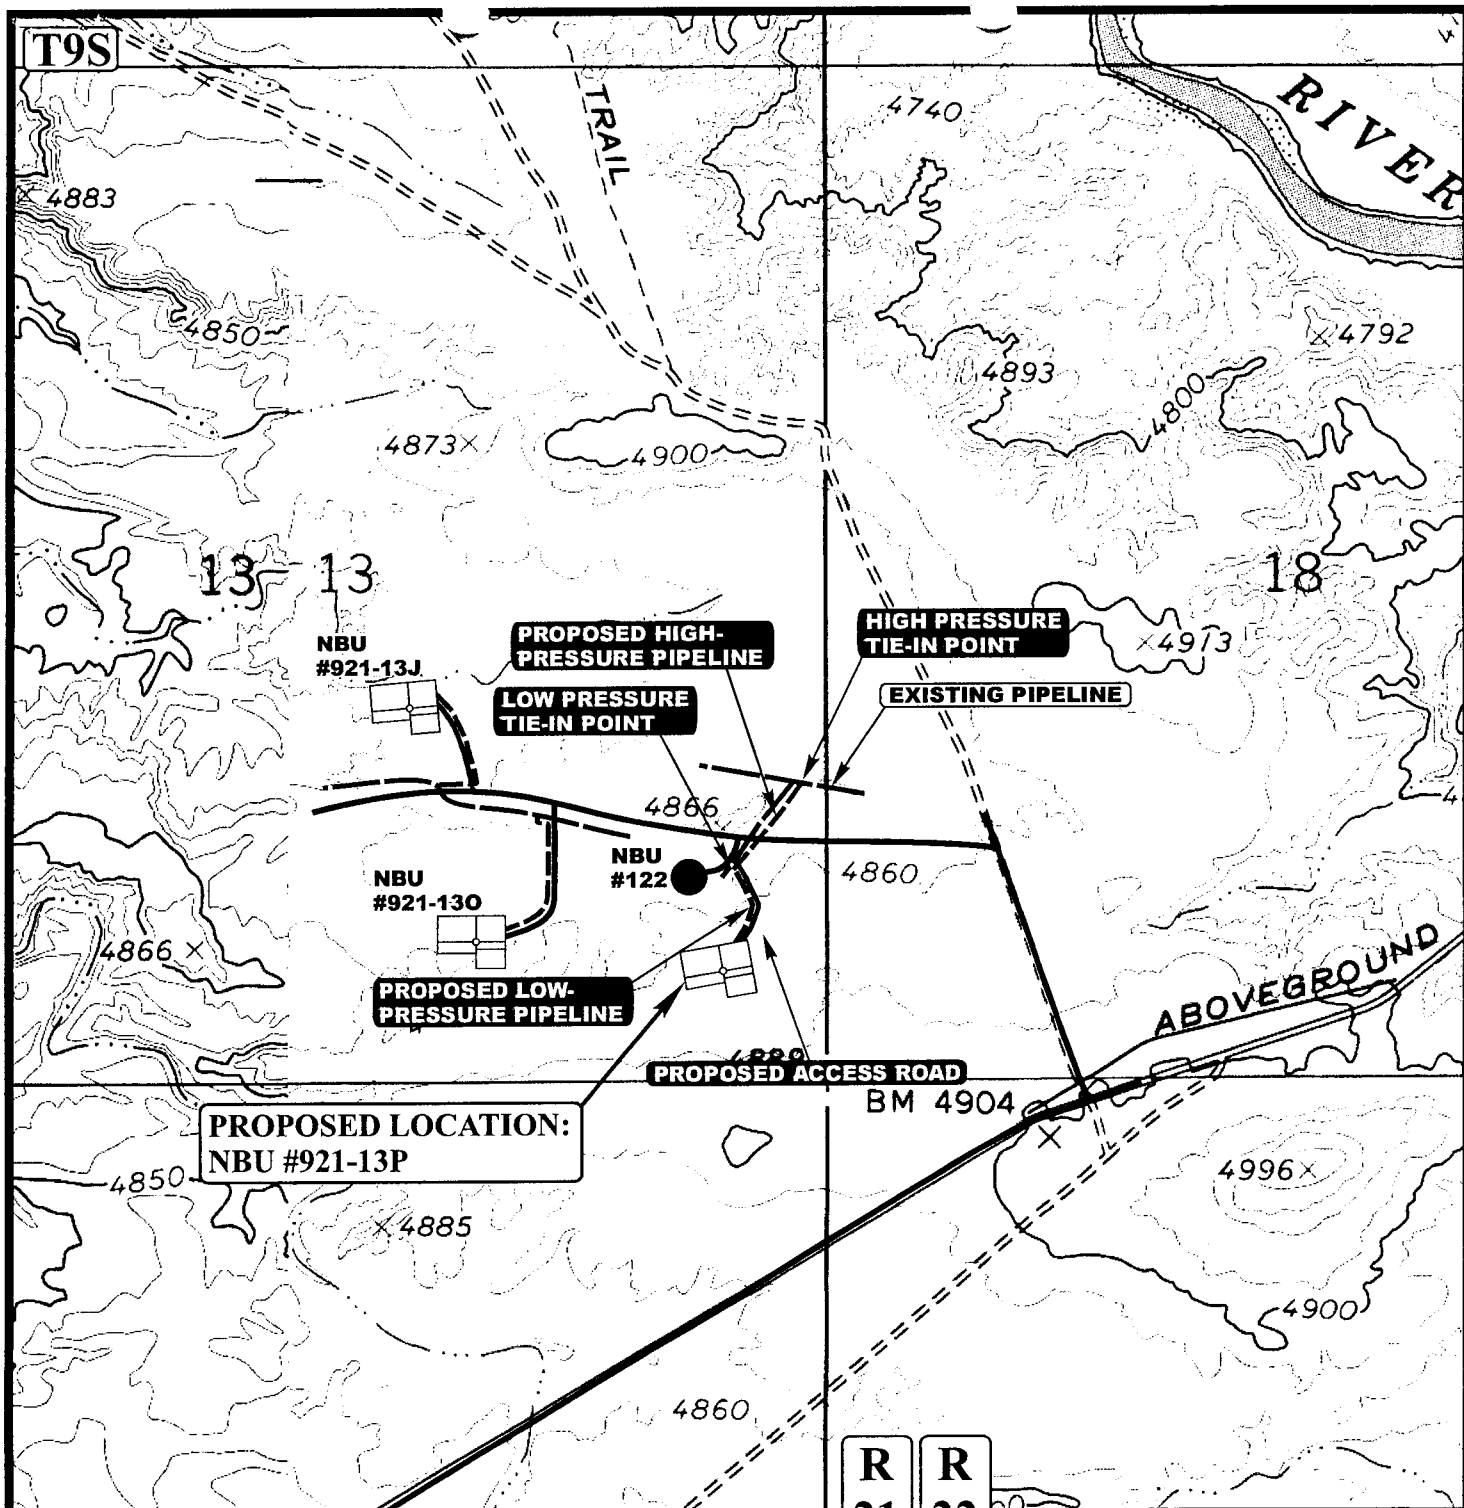 T9S
TRAIL
4740
RIVER
4883
4850
4792
4893
4800
4873
4900
13
13
18
NBU
#921-13J
PROPOSED HIGH-
PRESSURE PIPELINE
HIGH PRESSURE
TIE-IN POINT
4913
LOW PRESSURE
TIE-IN POINT
EXISTING PIPELINE
4866
NBU
#122
4860
NBU
#921-13O
4866
ABOVEGROUND
PROPOSED LOW-
PRESSURE PIPELINE
PROPOSED ACCESS ROAD
BM 4904
PROPOSED LOCATION:
NBU #921-13P
4850
4996
4885
4900
4860
R
R